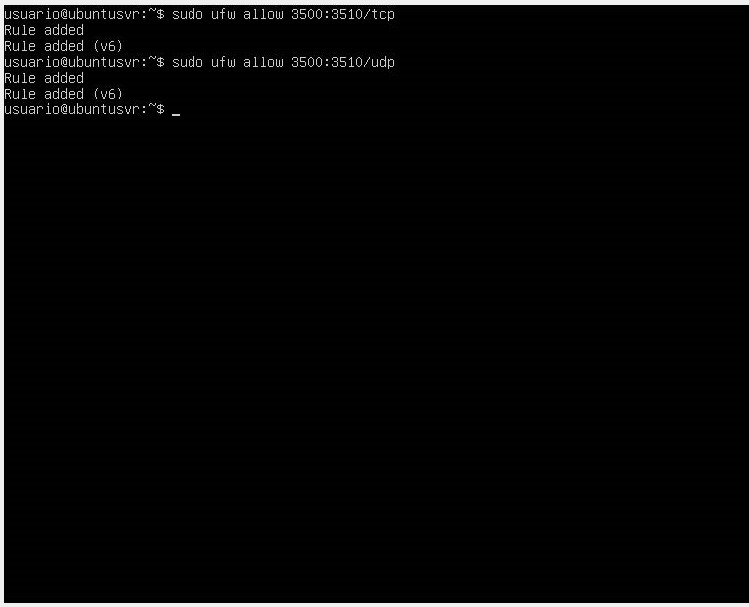 usuario@ubuntusvr:~$ sudo ufw allow 3500:3510/tcp
Rule added
Rule added (v6)
usuario@ubuntusvr:~$ sudo ufw allow 3500:3510/udp
Rule added
Rule added (v6)
usuario@ubuntusvr:~$ _